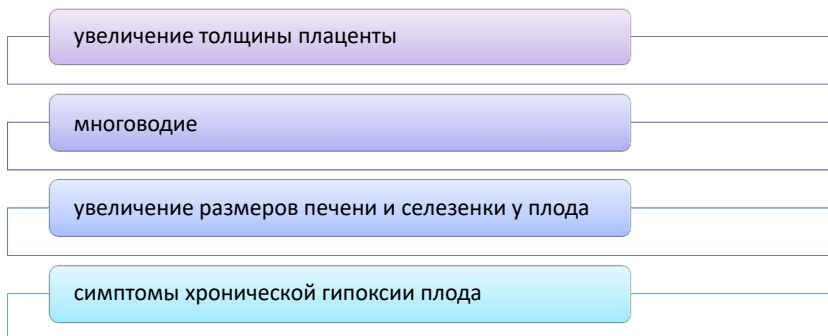 увеличение толщины плаценты
многоводие
увеличение размеров печени и селезенки у плода
симптомы хронической гипоксии плода